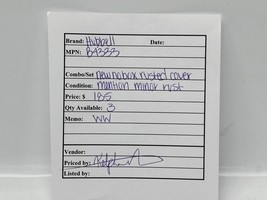 Brand: Hubbell Date:
MPN: B4333
Combo/Set new no box rusted cover
Condition: mention minor rust
Price: $ 185
Qty Available: 3
Memo: WW
Vendor:
Priced by:
Listed by: